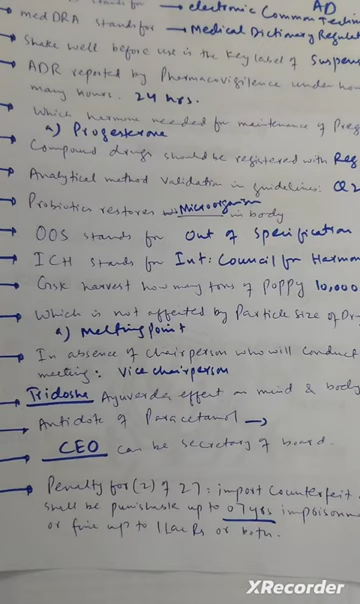 stands for → electronic Common Techni
AD
medDRA stands for → Medical Dictionary Regulat
Shake well before use is the key label of Suspens
ADR reported by Pharmacovigilence under how
many hours. 24 hrs.
Which hormone needed for maintenance of Preg
a) Progesterone
Compound drugs should be registered with Reg
Analytical method validation in guidelines: Q2
Probiotics restores Microorganism in body
OOS stands for Out of Specification
ICH stands for Int: Council for Harmon
harvest how many tons of Poppy 10,000
Which is not affected by Particle size of Dr
a) Melting point
In absence of chairperson who will conduct
meeting: Vice chairperson
Tridosha Ayurveda effect on mind & body
Antidote of Paracetamol →
CEO can be secretary of board.
Penalty for (2) of 27: import Counterfeit
shall be punishable up to 07 yrs imprisonme
or fine up to 1 Lac Rs or both.
XRecorder